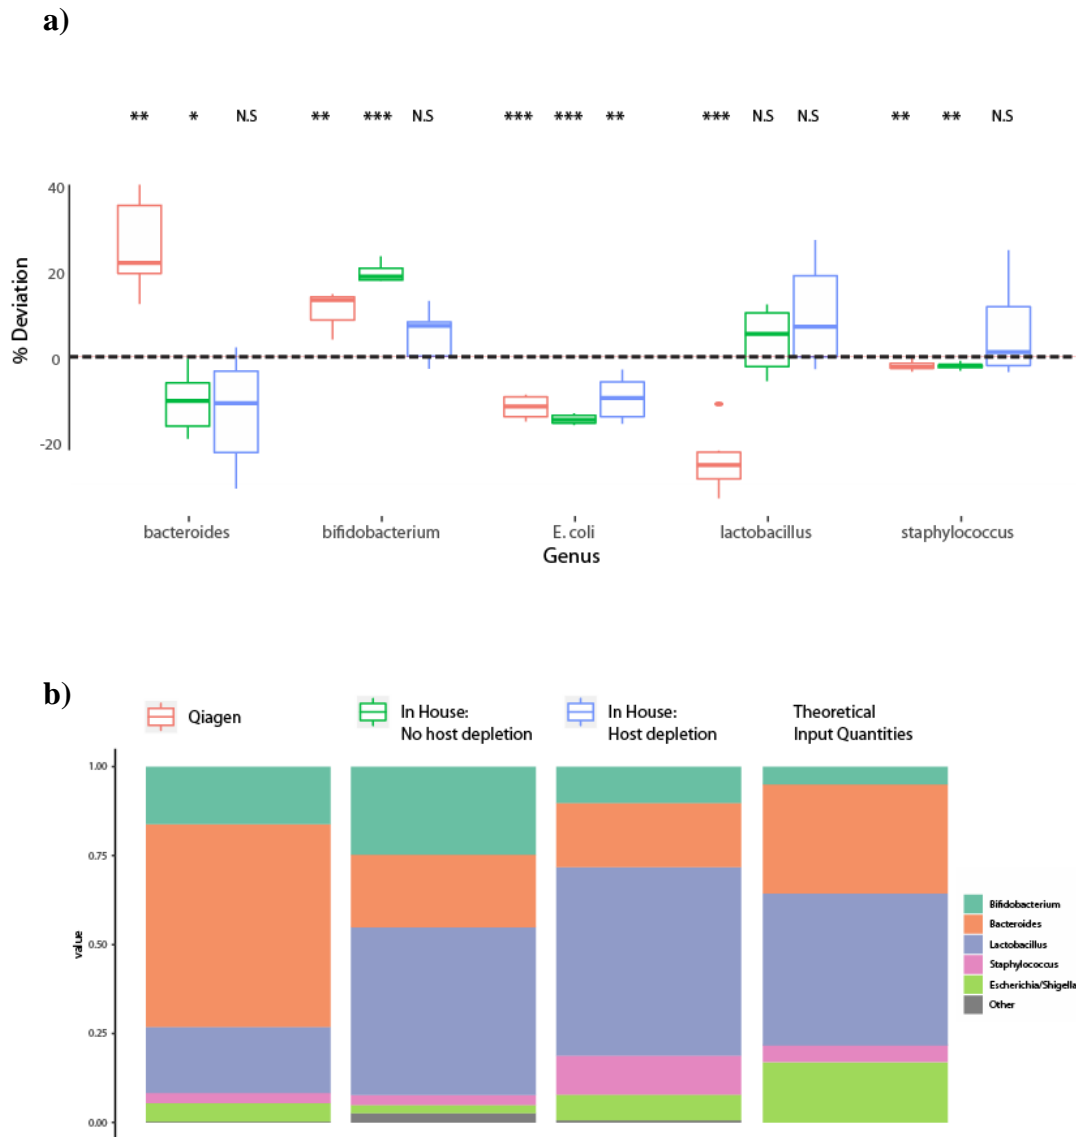 a)
** * N.S ** *** N.S *** *** ** *** N.S N.S ** ** N.S
40
20
0
-20
% Deviation
bacteroides bifidobacterium E. coli lactobacillus staphylococcus
Genus
b)
Qiagen
In House:
No host depletion
In House:
Host depletion
Theoretical
Input Quantities
1.00
0.75
0.50
0.25
0.00
value
Bifidobacterium
Bacteroides
Lactobacillus
Staphylococcus
Escherichia/Shigella
Other